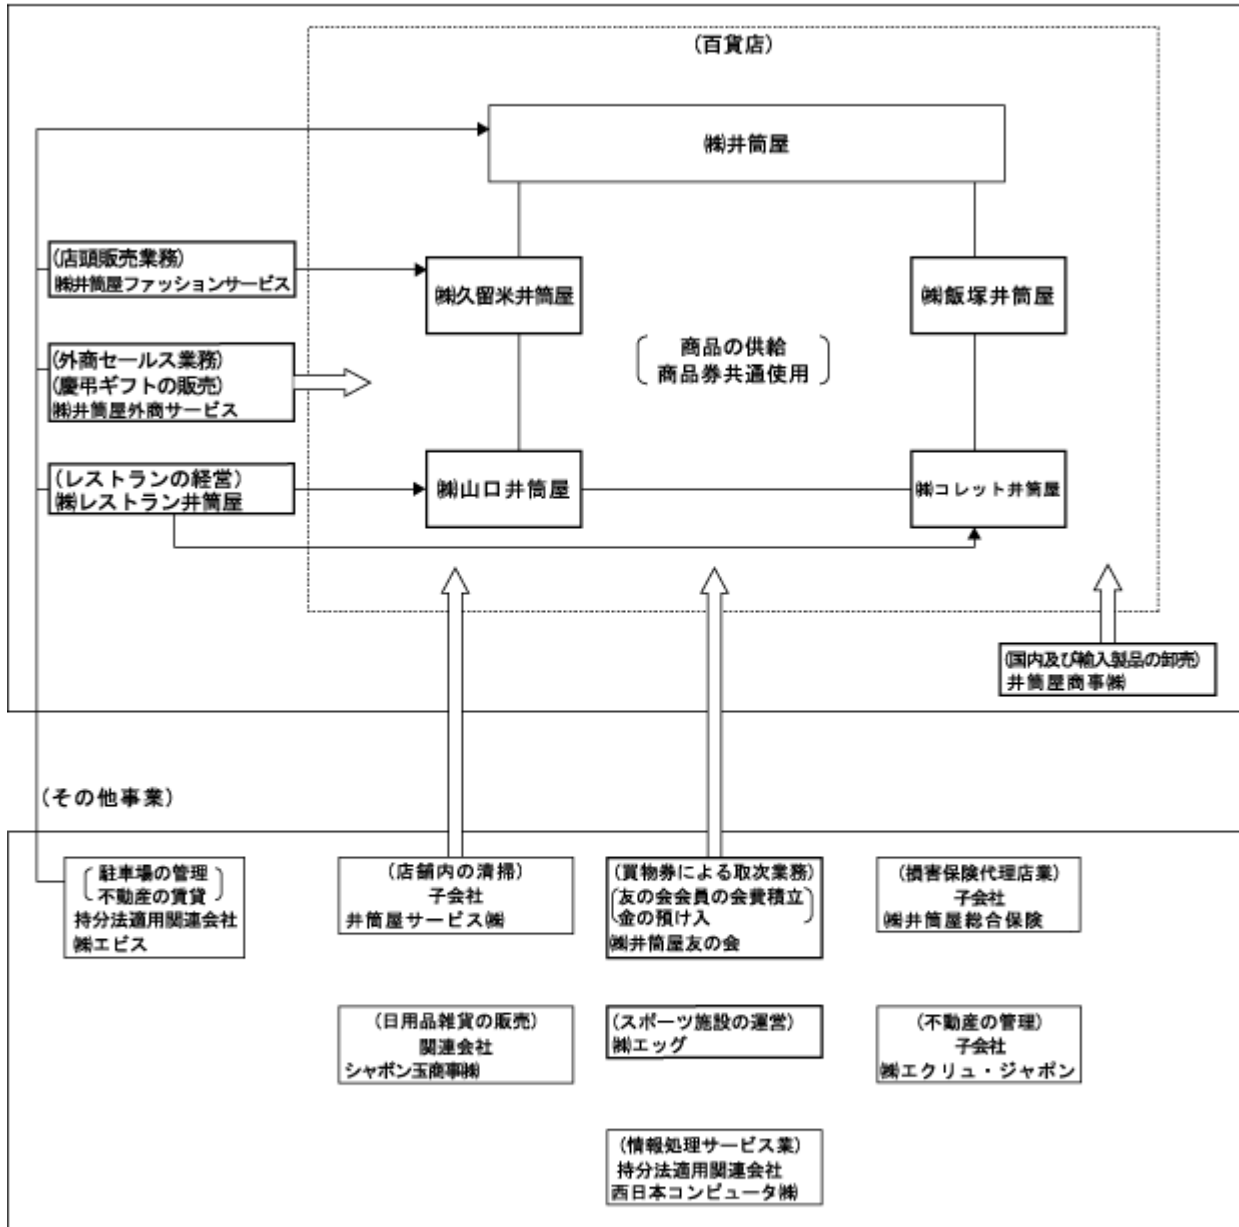 (百貨店)
㈱井筒屋
(店頭販売業務)
㈱井筒屋ファッションサービス
㈱久留米井筒屋
㈱飯塚井筒屋
商品の供給
商品券共通使用
(外商セールス業務)
(慶弔ギフトの販売)
㈱井筒屋外商サービス
(レストランの経営)
㈱レストラン井筒屋
㈱山口井筒屋
㈱コレット井筒屋
(国内及び輸入製品の卸売)
井筒屋商事㈱
(その他事業)
駐車場の管理
不動産の賃貸
持分法適用関連会社
㈱エビス
(店舗内の清掃)
子会社
井筒屋サービス㈱
(買物券による取次業務)
友の会会員の会費積立
金の預け入
㈱井筒屋友の会
(損害保険代理店業)
子会社
㈱井筒屋総合保険
(日用品雑貨の販売)
関連会社
シャボン玉商事㈱
(スポーツ施設の運営)
㈱エッグ
(不動産の管理)
子会社
㈱エクリュ・ジャポン
(情報処理サービス業)
持分法適用関連会社
西日本コンピュータ㈱